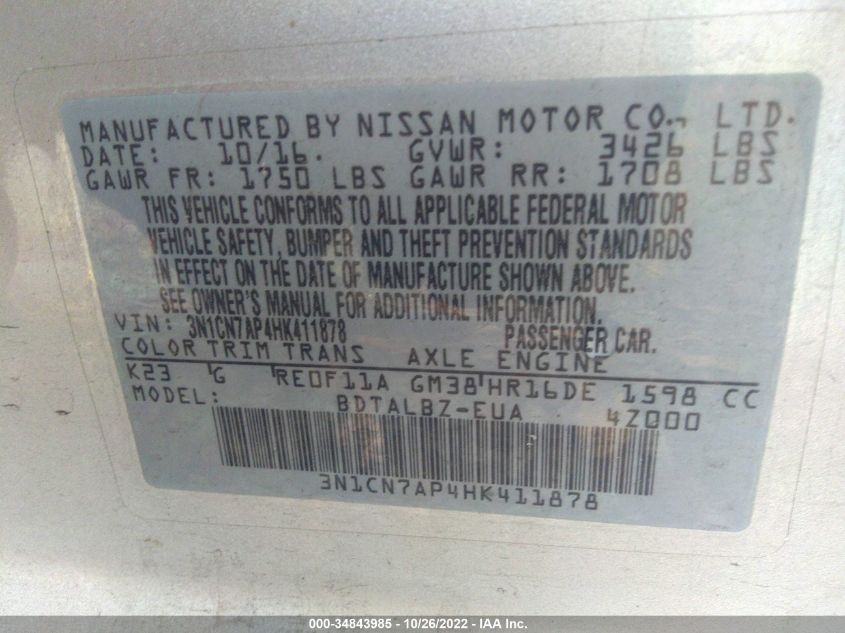 MANUFACTURED BY NISSAN MOTOR CO., LTD.
DATE: 10/16. GVWR: 3426 LBS
GAWR FR: 1750 LBS GAWR RR: 1708 LBS
THIS VEHICLE CONFORMS TO ALL APPLICABLE FEDERAL MOTOR
VEHICLE SAFETY, BUMPER AND THEFT PREVENTION STANDARDS
IN EFFECT ON THE DATE OF MANUFACTURE SHOWN ABOVE.
SEE OWNER'S MANUAL FOR ADDITIONAL INFORMATION.
VIN: 3N1CN7AP4HK411878 PASSENGER CAR.
COLOR TRIM TRANS AXLE ENGINE
K23 G RE0F11A GM38 HR16DE 1598 CC
MODEL: BDTALBZ-EUA 4Z000
3N1CN7AP4HK411878
000-34843985 - 10/26/2022 - IAA Inc.